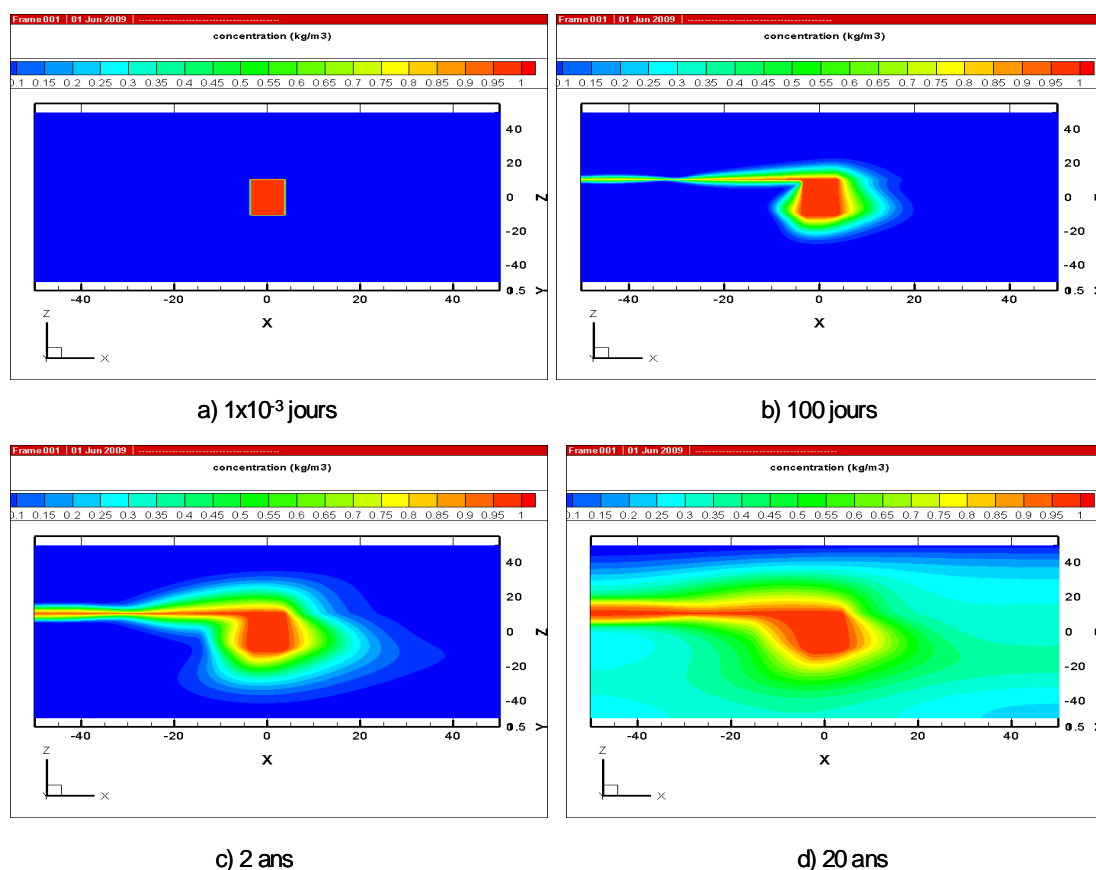 Frame 001 | 01 Jun 2009 |
concentration (kg/m3)
0.1 0.15 0.2 0.25 0.3 0.35 0.4 0.45 0.5 0.55 0.6 0.65 0.7 0.75 0.8 0.85 0.9 0.95 1
40
20
0
-20
-40
Z
-40 -20 0 20 40
0.5 Y
X
Z
X
a) 1x10-3 jours
Frame 001 | 01 Jun 2009 |
concentration (kg/m3)
0.1 0.15 0.2 0.25 0.3 0.35 0.4 0.45 0.5 0.55 0.6 0.65 0.7 0.75 0.8 0.85 0.9 0.95 1
40
20
0
-20
-40
-40 -20 0 20 40
X
Z
X
b) 100 jours
Frame 001 | 01 Jun 2009 |
concentration (kg/m3)
0.1 0.15 0.2 0.25 0.3 0.35 0.4 0.45 0.5 0.55 0.6 0.65 0.7 0.75 0.8 0.85 0.9 0.95 1
40
20
0
-20
-40
Z
-40 -20 0 20 40
0.5 Y
X
Z
X
c) 2 ans
Frame 001 | 01 Jun 2009 |
concentration (kg/m3)
0.1 0.15 0.2 0.25 0.3 0.35 0.4 0.45 0.5 0.55 0.6 0.65 0.7 0.75 0.8 0.85 0.9 0.95 1
40
20
0
-20
-40
Z
-40 -20 0 20 40
X
Z
X
d) 20 ans